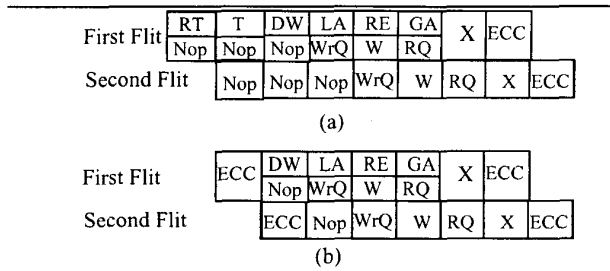 RT T DW LA RE GA X ECC
First Flit
Nop Nop Nop WrQ W RQ
Second Flit Nop Nop Nop WrQ W RQ X ECC
(a)
ECC DW LA RE GA X ECC
First Flit
Nop WrQ W RQ
Second Flit ECC Nop WrQ W RQ X ECC
(b)